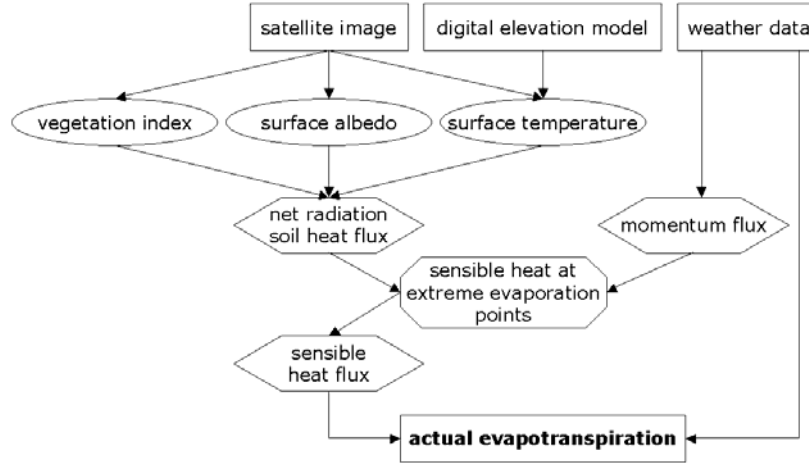 satellite image
digital elevation model
weather data
vegetation index
surface albedo
surface temperature
net radiation
soil heat flux
momentum flux
sensible heat at
extreme evaporation
points
sensible
heat flux
actual evapotranspiration